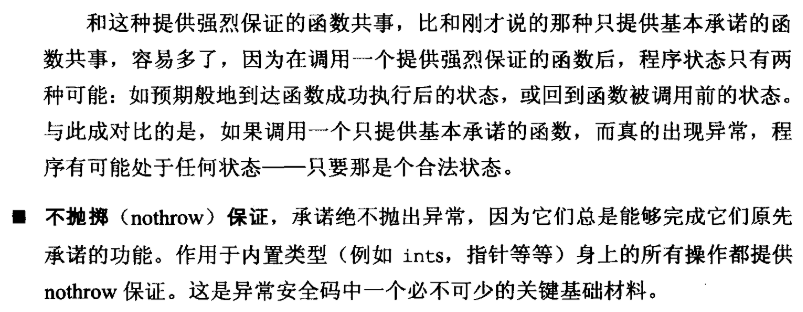 和这种提供强烈保证的函数共事，比和刚才说的那种只提供基本承诺的函
数共事，容易多了，因为在调用一个提供强烈保证的函数后，程序状态只有两
种可能：如预期般地到达函数成功执行后的状态，或回到函数被调用前的状态。
与此成对比的是，如果调用一个只提供基本承诺的函数，而真的出现异常，程
序有可能处于任何状态——只要那是个合法状态。
■ 不抛掷（nothrow）保证，承诺绝不抛出异常，因为它们总是能够完成它们原先
承诺的功能。作用于内置类型（例如 ints，指针等等）身上的所有操作都提供
nothrow 保证。这是异常安全码中一个必不可少的关键基础材料。